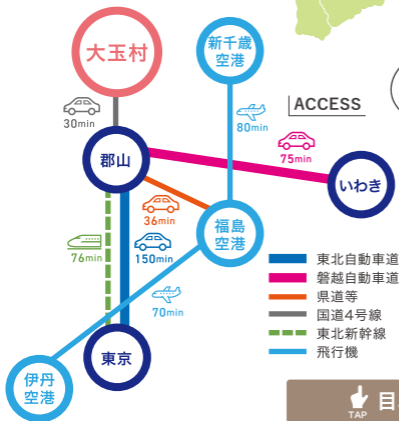 大玉村
新千歳
空港
ACCESS
30min
80min
75min
郡山
いわき
36min
福島
空港
76min
150min
70min
東京
伊丹
空港
東北自動車道
磐越自動車道
県道等
国道4号線
東北新幹線
飛行機
TAP
目